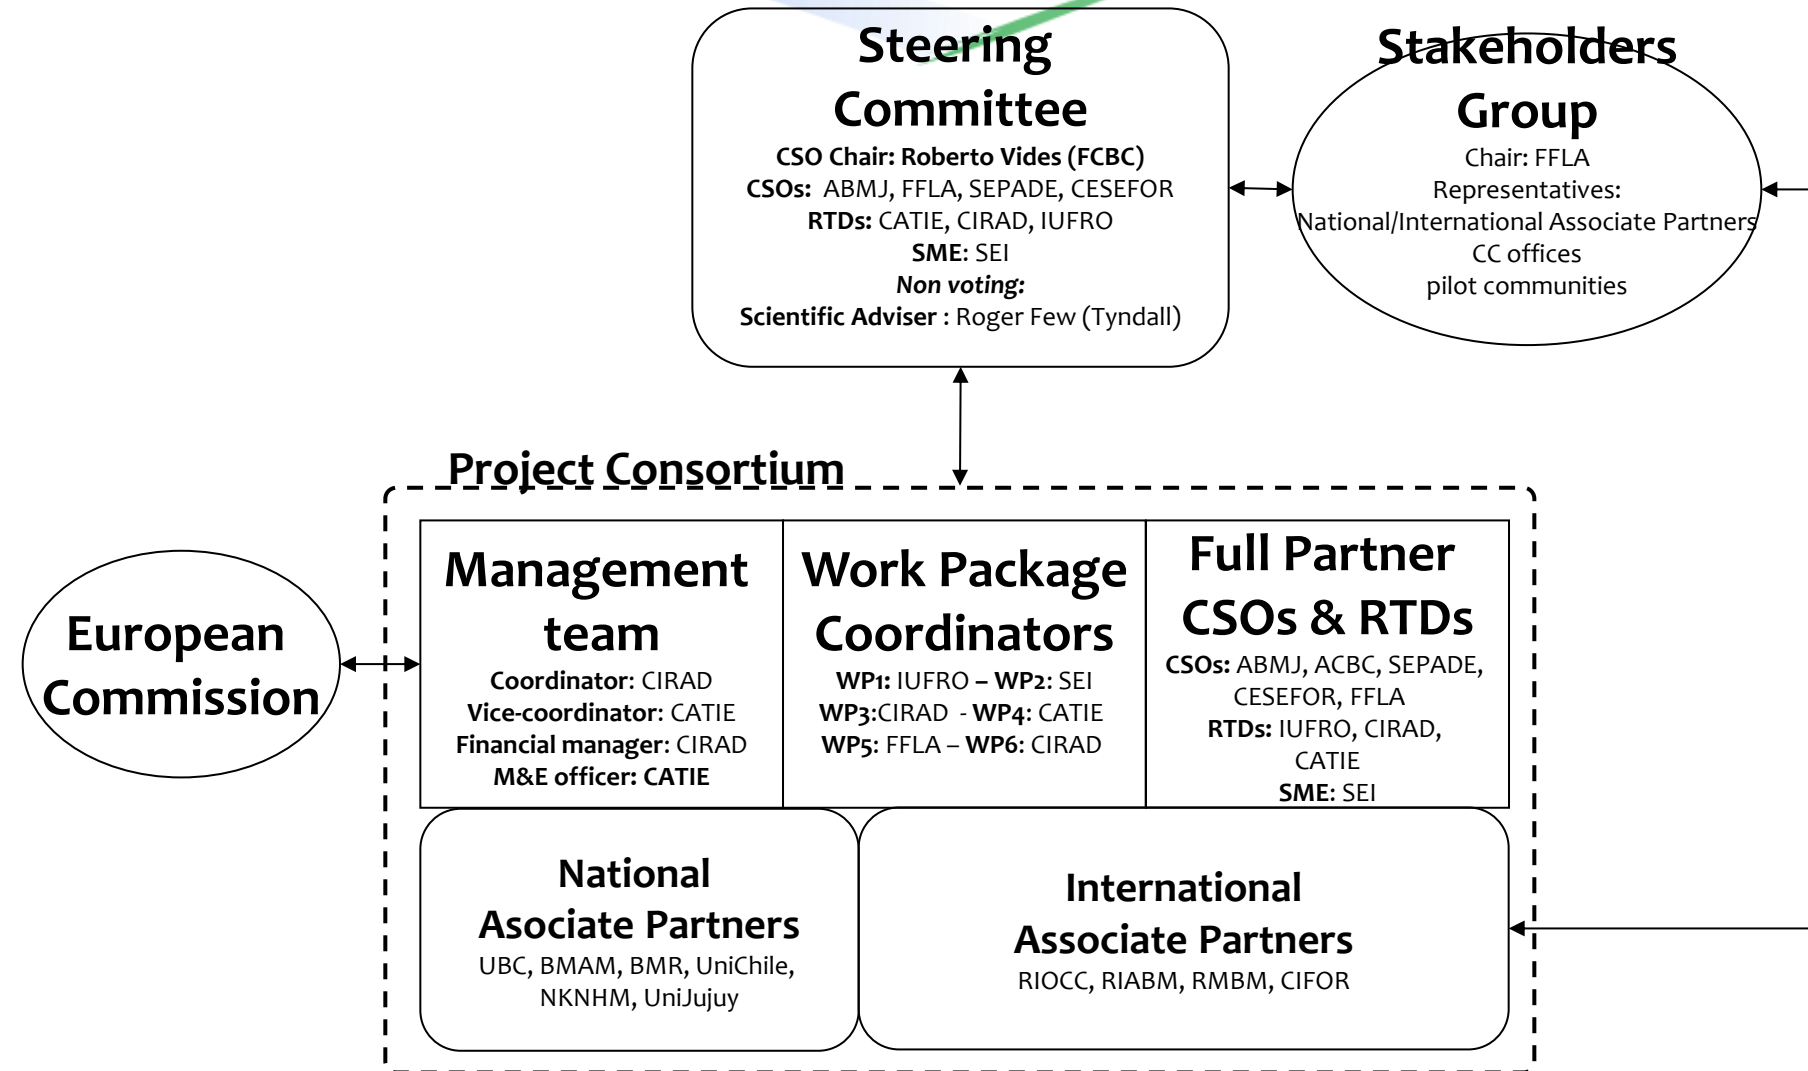 Steering
Committee
CSO Chair: Roberto Vides (FCBC)
CSOs:  ABMJ, FFLA, SEPADE, CESEFOR
RTDs: CATIE, CIRAD, IUFRO
SME: SEI
Non voting:
Scientific Adviser : Roger Few (Tyndall)
Stakeholders
Group
Chair: FFLA
Representatives:
National/International Associate Partners
CC offices
pilot communities
Project Consortium
European
Commission
Management
team
Coordinator: CIRAD
Vice-coordinator: CATIE
Financial manager: CIRAD
M&E officer: CATIE
Work Package
Coordinators
WP1: IUFRO – WP2: SEI
WP3:CIRAD  - WP4: CATIE
WP5: FFLA – WP6: CIRAD
Full Partner
CSOs & RTDs
CSOs: ABMJ, ACBC, SEPADE,
CESEFOR, FFLA
RTDs: IUFRO, CIRAD,
CATIE
SME: SEI
National
Asociate Partners
UBC, BMAM, BMR, UniChile,
NKNHM, UniJujuy
International
Associate Partners
RIOCC, RIABM, RMBM, CIFOR